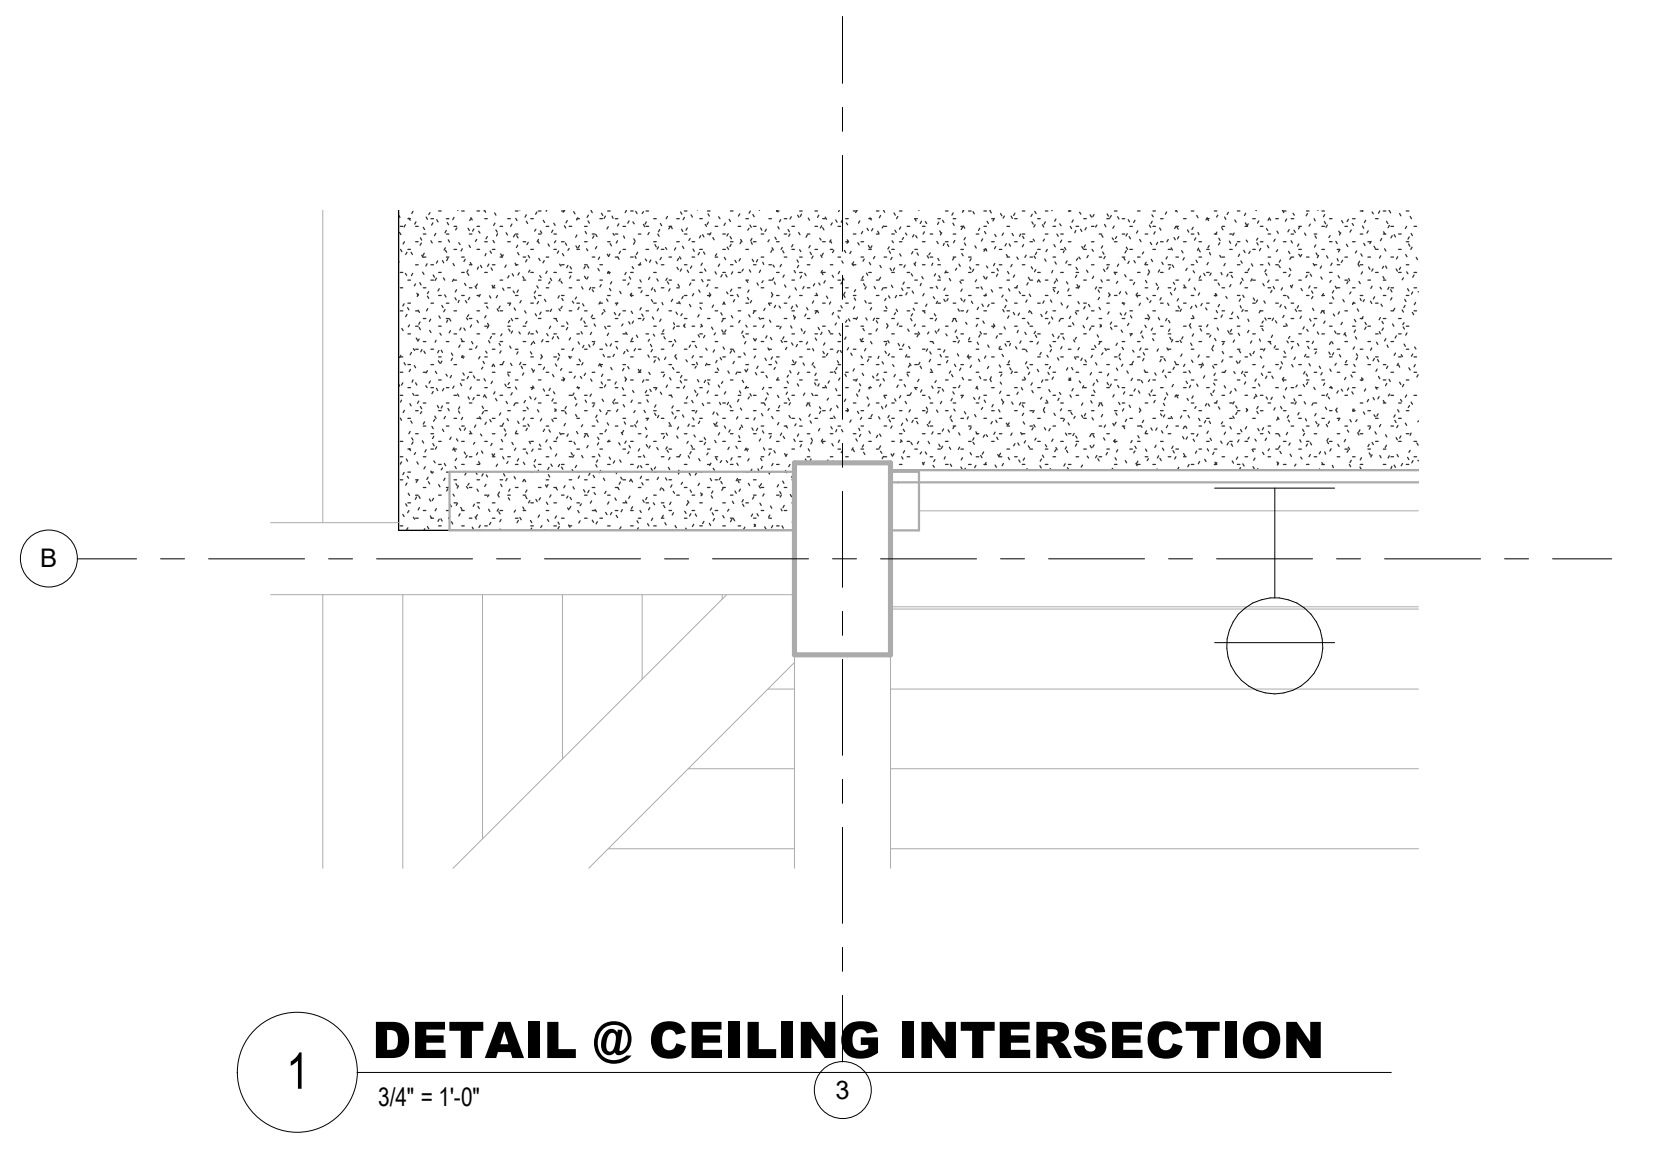 B
1
DETAIL @ CEILING INTERSECTION
3/4" = 1'-0"
3